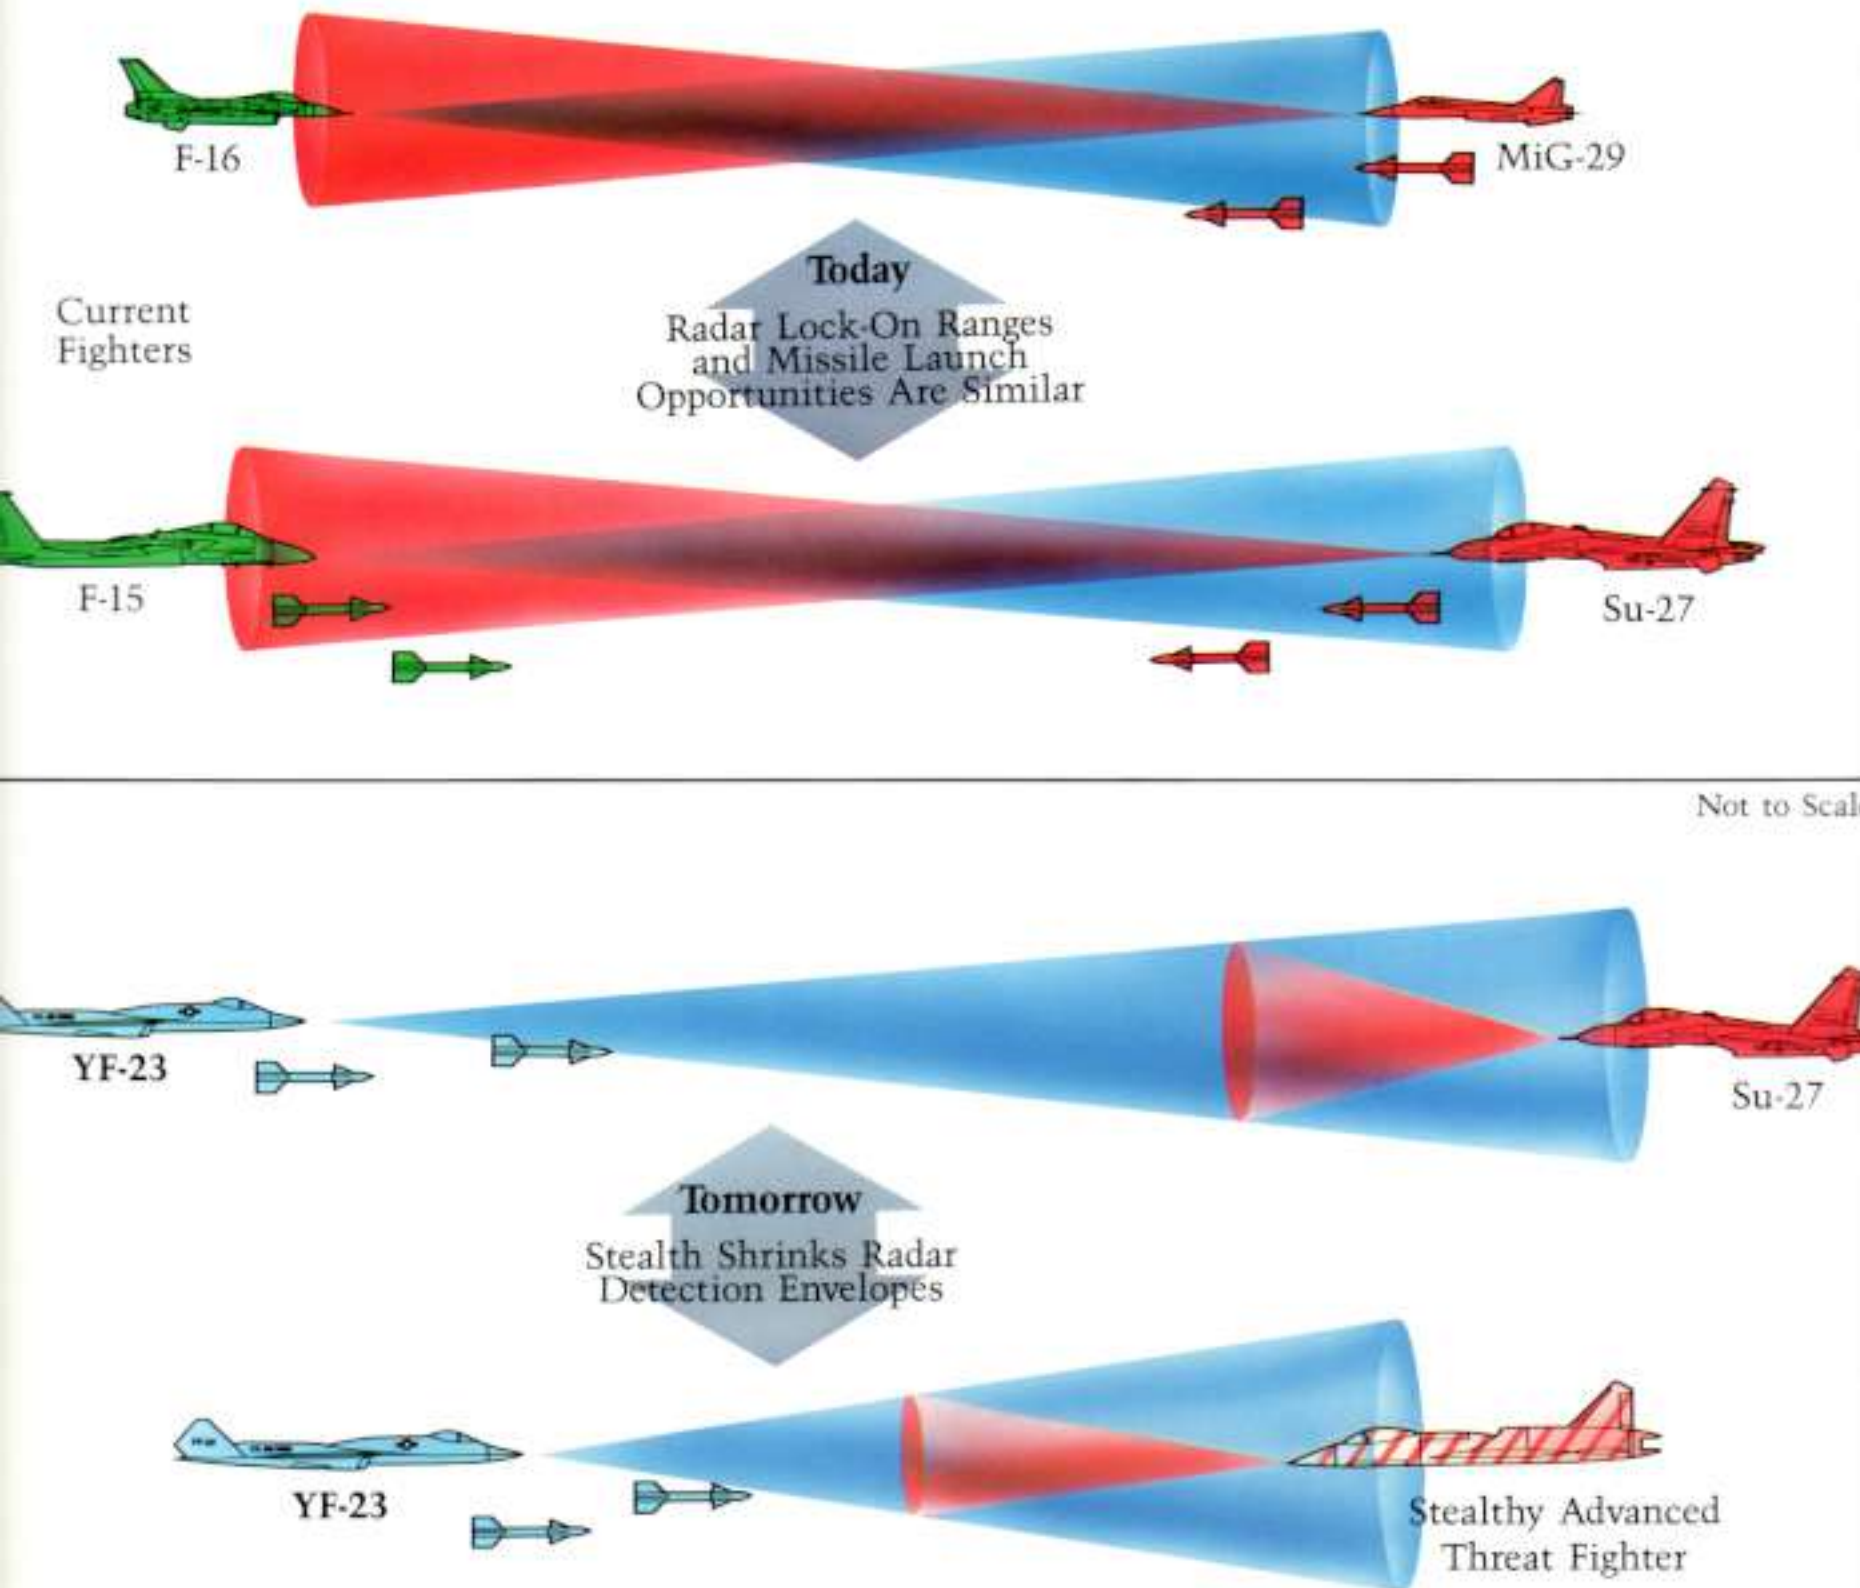 F-16
MiG-29
Today
Radar Lock-On Ranges
and Missile Launch
Opportunities Are Similar
Current
Fighters
F-15
Su-27
Not to
YF-23
Su-27
Tomorrow
Stealth Shrinks Radar
Detection Envelopes
YF-23
Stealthy Advanced
Threat Fighter